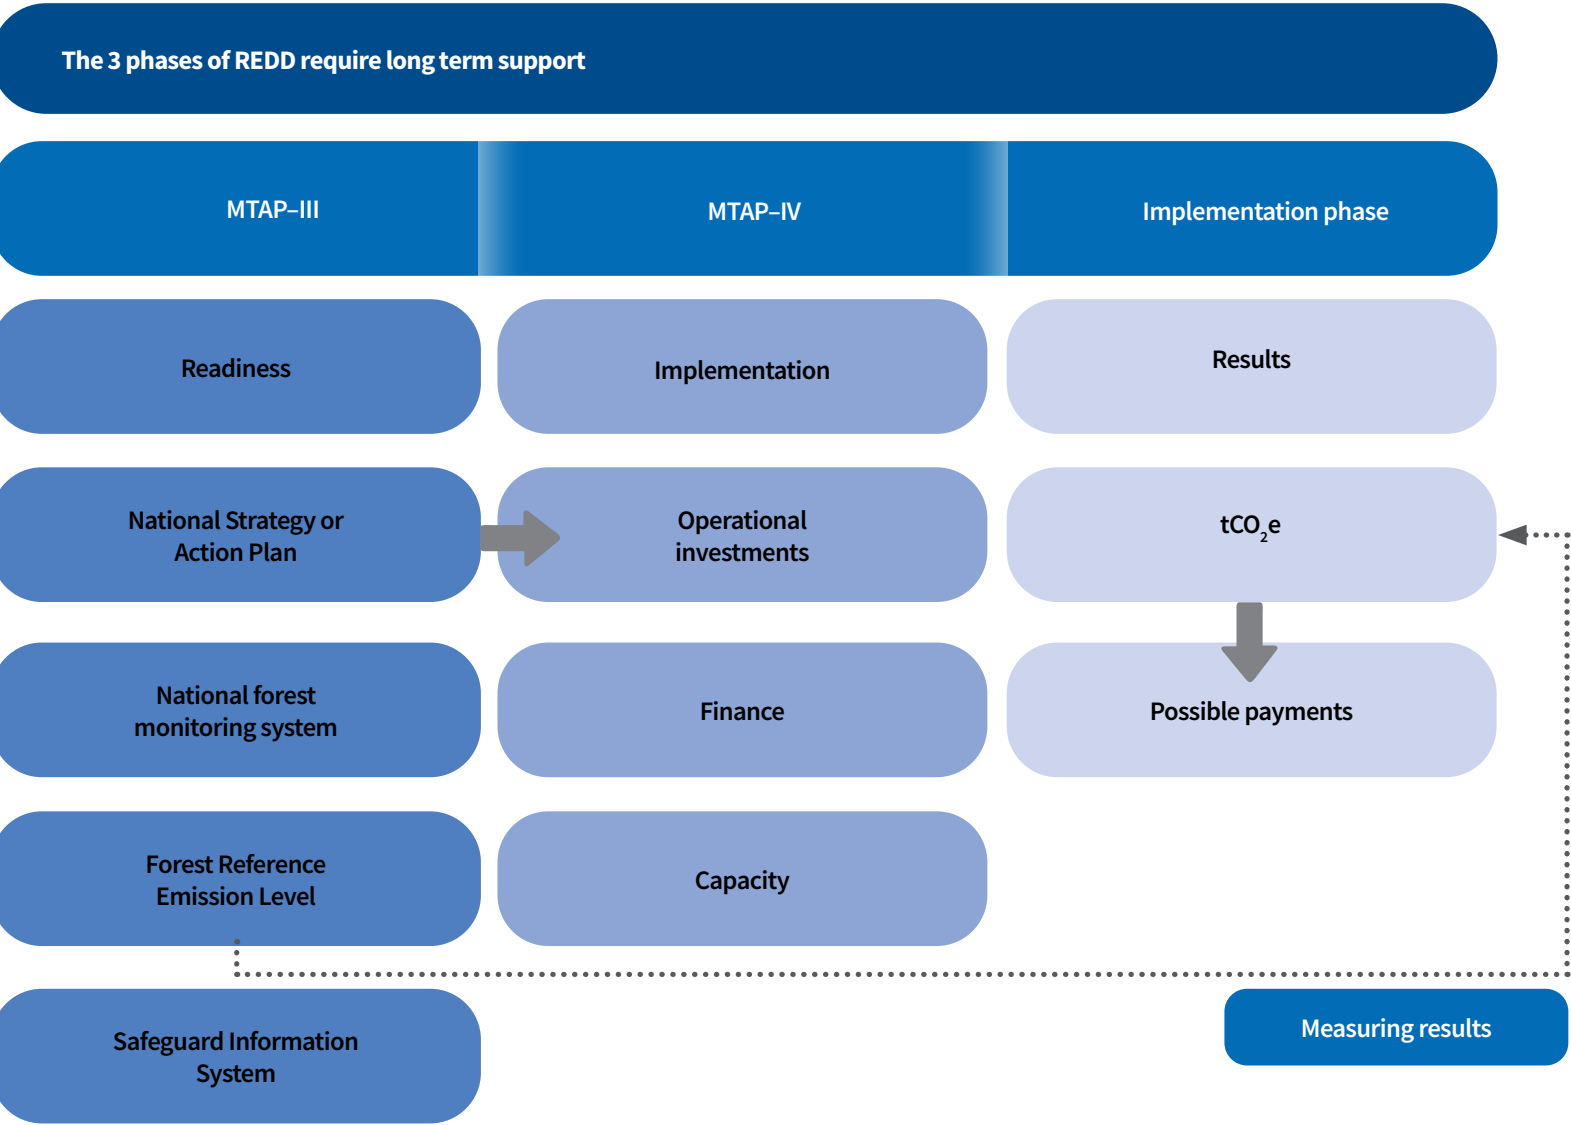 The 3 phases of REDD require long term support
MTAP–III
MTAP–IV
Implementation phase
Readiness
Implementation
Results
National Strategy or
Action Plan
Operational
investments
tCO₂e
National forest
monitoring system
Finance
Possible payments
Forest Reference
Emission Level
Capacity
Safeguard Information
System
Measuring results